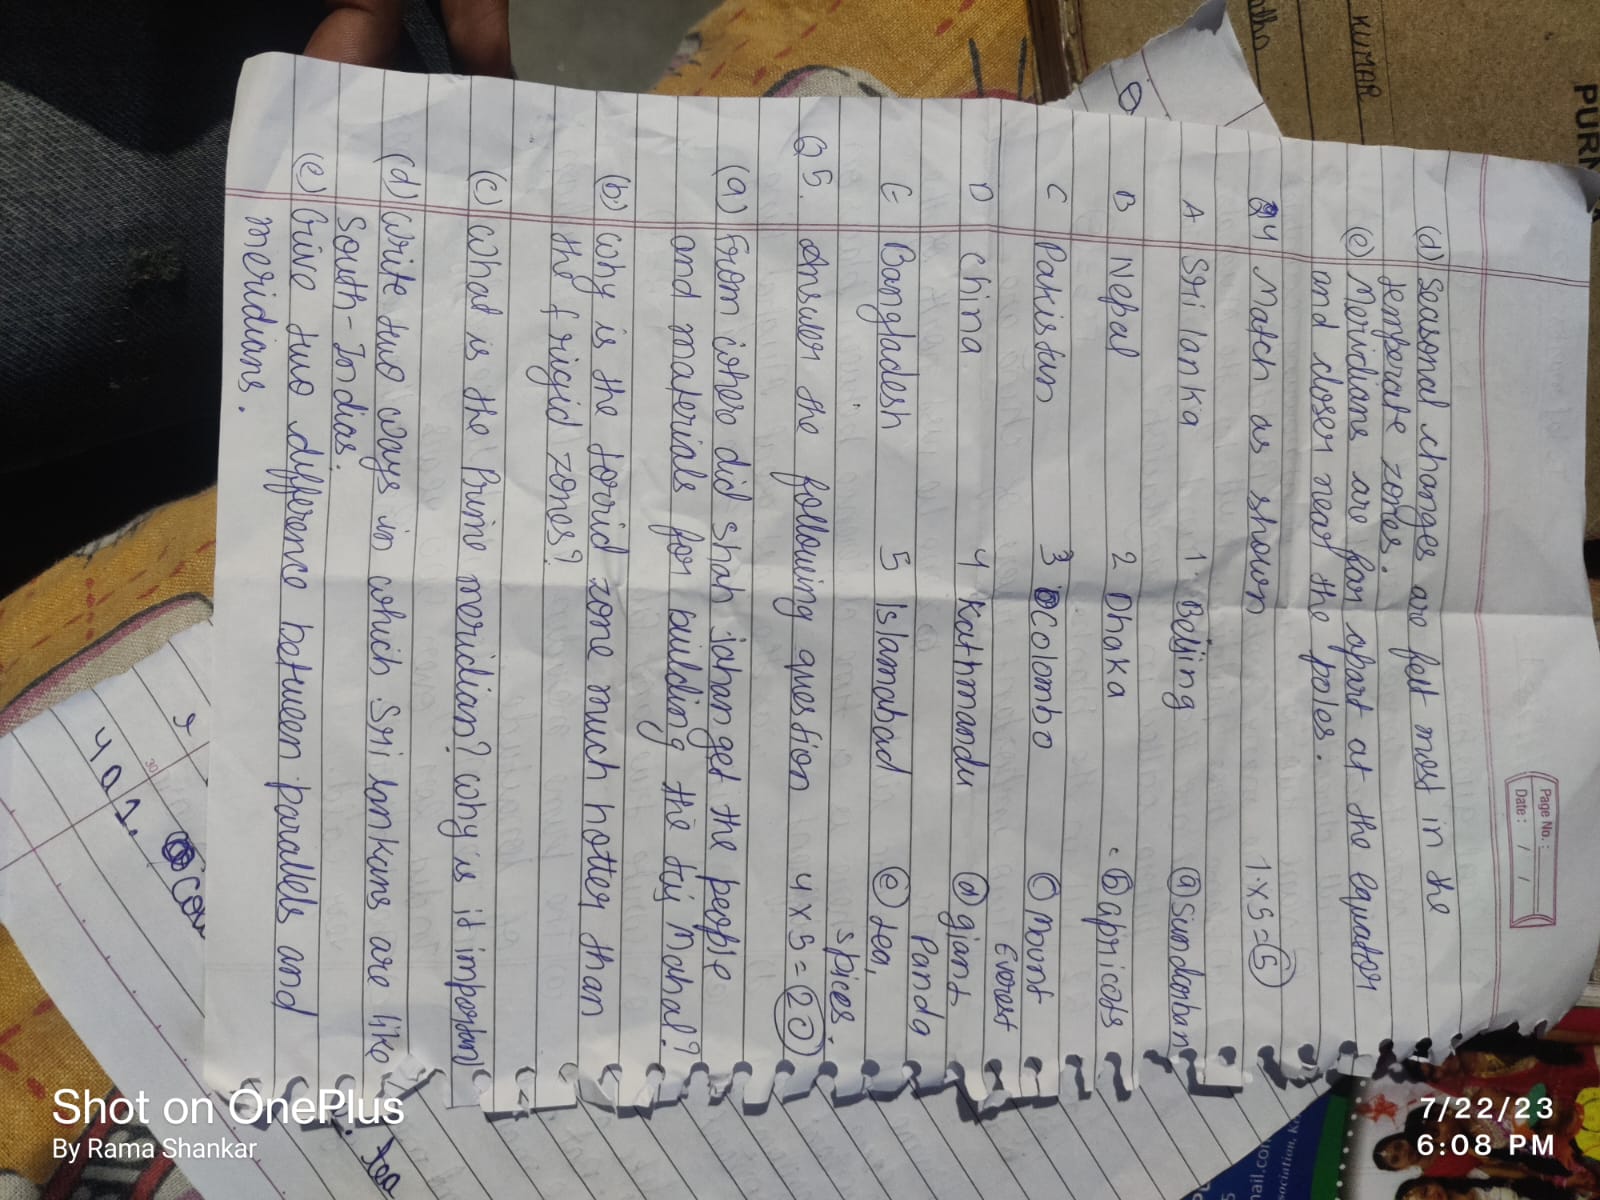 PURN
KUMAR
Page No. :
Date : / /
7/22/23
6:08 PM
(d) Seasonal changes are felt most in the
temperate zones.
(e) Meridians are far apart at the equator
and closer near the poles.
Q4 Match as shown 1×5=5
A Sri lanka 1 Beijing (a) Sundarban
B Nepal 2 Dhaka (b) apricots
C Pakistan 3 Colombo (c) Mount
Everest
D China 4 Kathmandu (d) giant
Panda
E Bangladesh 5 Islamabad (e) tea,
spices.
Q5. Answer the following question 4×5=20
(a) From where did Shah jahan get the people
and materials for building the taj Mahal?
(b) Why is the torrid zone much hotter than
the frigid zones?
(c) What is the Prime meridian? Why is it important
(d) Write two ways in which Sri lankans are like
South-Indias.
(e) Give two difference between parallels and
meridians.
tea
4 a 1.
Shot on OnePlus
By Rama Shankar